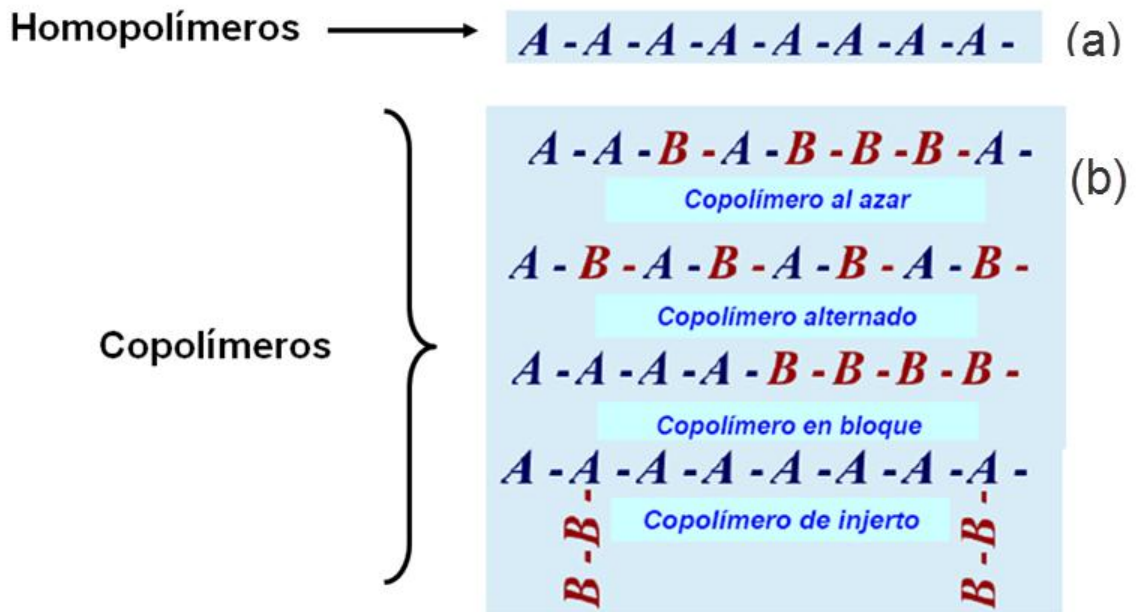 Homopolímeros A - A - A - A - A - A - A - A - (a)
A - A - B - A - B - B - B - A - (b)
Copolímero al azar
A - B - A - B - A - B - A - B -
Copolímero alternado
Copolímeros
A - A - A - A - B - B - B - B -
Copolímero en bloque
A - A - A - A - A - A - A - A -
Copolímero de injerto
B - B -
B - B -